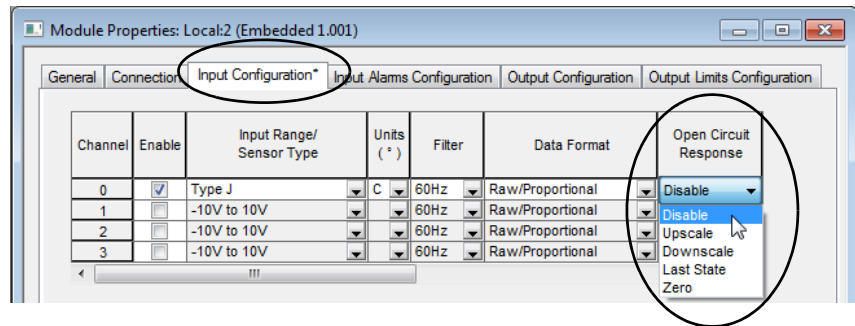 Module Properties: Local:2 (Embedded 1.001)
General Connection Input Configuration* Input Alarms Configuration Output Configuration Output Limits Configuration
Channel Enable Input Range/ Sensor Type Units (°) Filter Data Format Open Circuit Response
0 Type J C 60Hz Raw/Proportional Disable
1 -10V to 10V 60Hz Raw/Proportional Disable
2 -10V to 10V 60Hz Raw/Proportional Upscale
3 -10V to 10V 60Hz Raw/Proportional Downscale
Last State
Zero